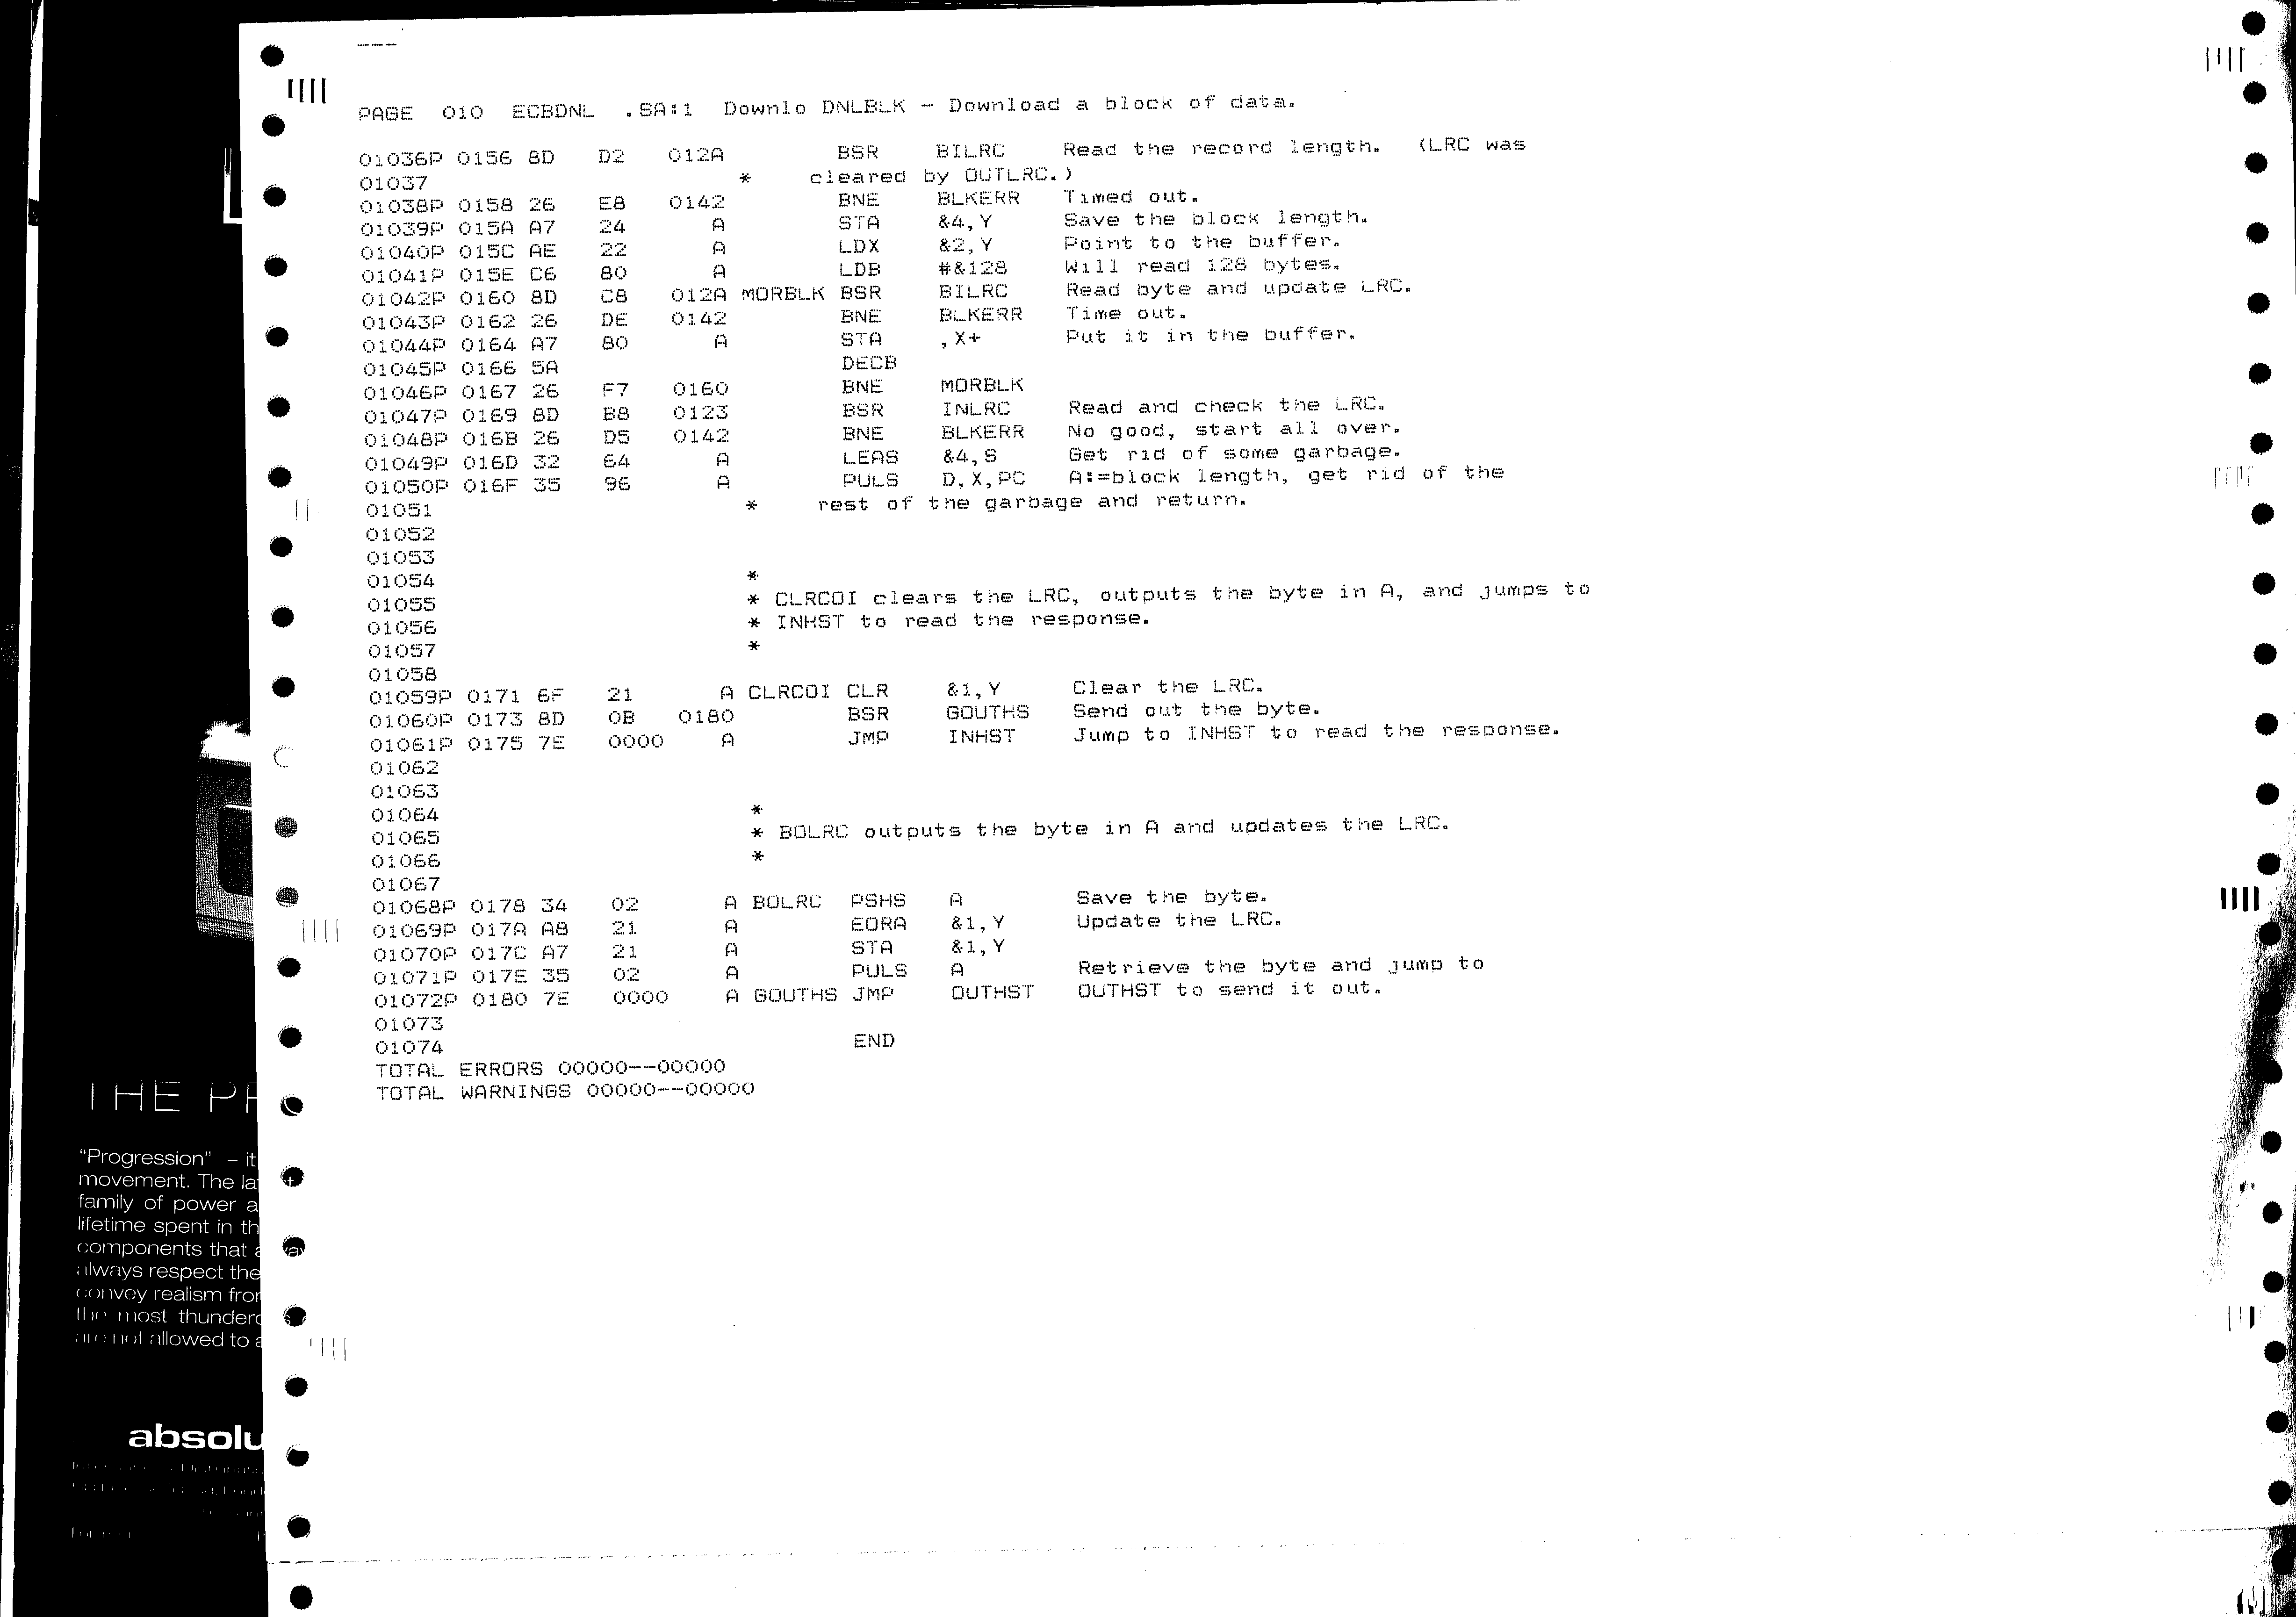 PAGE  010  ECBDNL  .SA:1  Downlo DNLBLK - Download a block of data.
01036P 0156 8D   D2   012A        BSR    BILRC    Read the record length.  (LRC was
01037                      *    cleared by OUTLRC.)
01038P 0158 26   E8   0142        BNE    BLKERR   Timed out.
01039P 015A A7   24      A        STA    &4,Y     Save the block length.
01040P 015C AE   22      A        LDX    &2,Y     Point to the buffer.
01041P 015E C6   80      A        LDB    #&128    Will read 128 bytes.
01042P 0160 8D   C8   012A MORBLK BSR    BILRC    Read byte and update LRC.
01043P 0162 26   DE   0142        BNE    BLKERR   Time out.
01044P 0164 A7   80      A        STA    ,X+      Put it in the buffer.
01045P 0166 5A                    DECB
01046P 0167 26   F7   0160        BNE    MORBLK
01047P 0169 8D   B8   0123        BSR    INLRC    Read and check the LRC.
01048P 016B 26   D5   0142        BNE    BLKERR   No good, start all over.
01049P 016D 32   64      A        LEAS   &4,S     Get rid of some garbage.
01050P 016F 35   96      A        PULS   D,X,PC   A:=block length, get rid of the
01051                      *    rest of the garbage and return.
01052
01053
01054                      *
01055                      * CLRCOI clears the LRC, outputs the byte in A, and jumps to
01056                      * INHST to read the response.
01057                      *
01058
01059P 0171 6F   21      A CLRCOI CLR    &1,Y     Clear the LRC.
01060P 0173 8D   0B   0180        BSR    GOUTHS   Send out the byte.
01061P 0175 7E   0000    A        JMP    INHST    Jump to INHST to read the response.
01062
01063
01064                      *
01065                      * BOLRC outputs the byte in A and updates the LRC.
01066                      *
01067
01068P 0178 34   02      A BOLRC  PSHS   A        Save the byte.
01069P 017A A8   21      A        EORA   &1,Y     Update the LRC.
01070P 017C A7   21      A        STA    &1,Y
01071P 017E 35   02      A        PULS   A        Retrieve the byte and jump to
01072P 0180 7E   0000    A GOUTHS JMP    OUTHST   OUTHST to send it out.
01073
01074                             END
TOTAL ERRORS 00000--00000
TOTAL WARNINGS 00000--00000
THE PR
"Progression" – it
movement. The la
family of power a
lifetime spent in th
components that a
always respect the
convey realism from
the most thunder
are not allowed to a
absolu